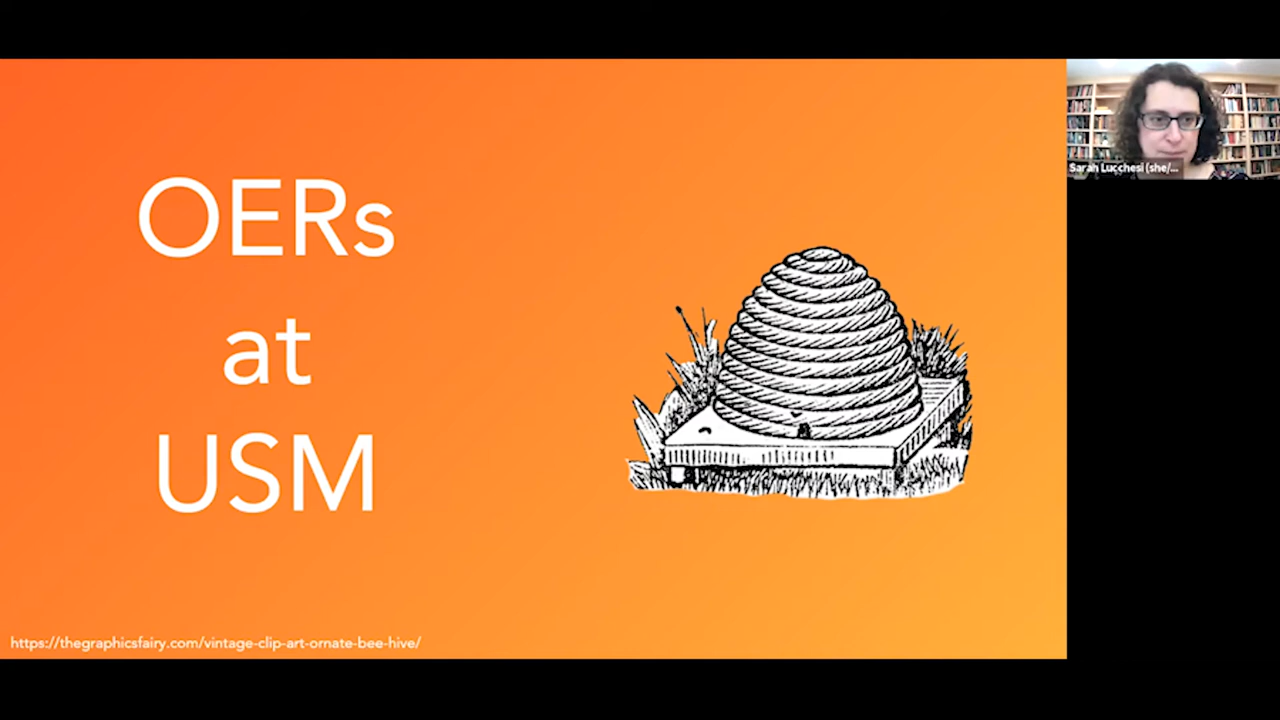 OERs
at
USM
https://thegraphicsfairy.com/vintage-clip-art-ornate-bee-hive/
Sarah Lucchesi (she/...